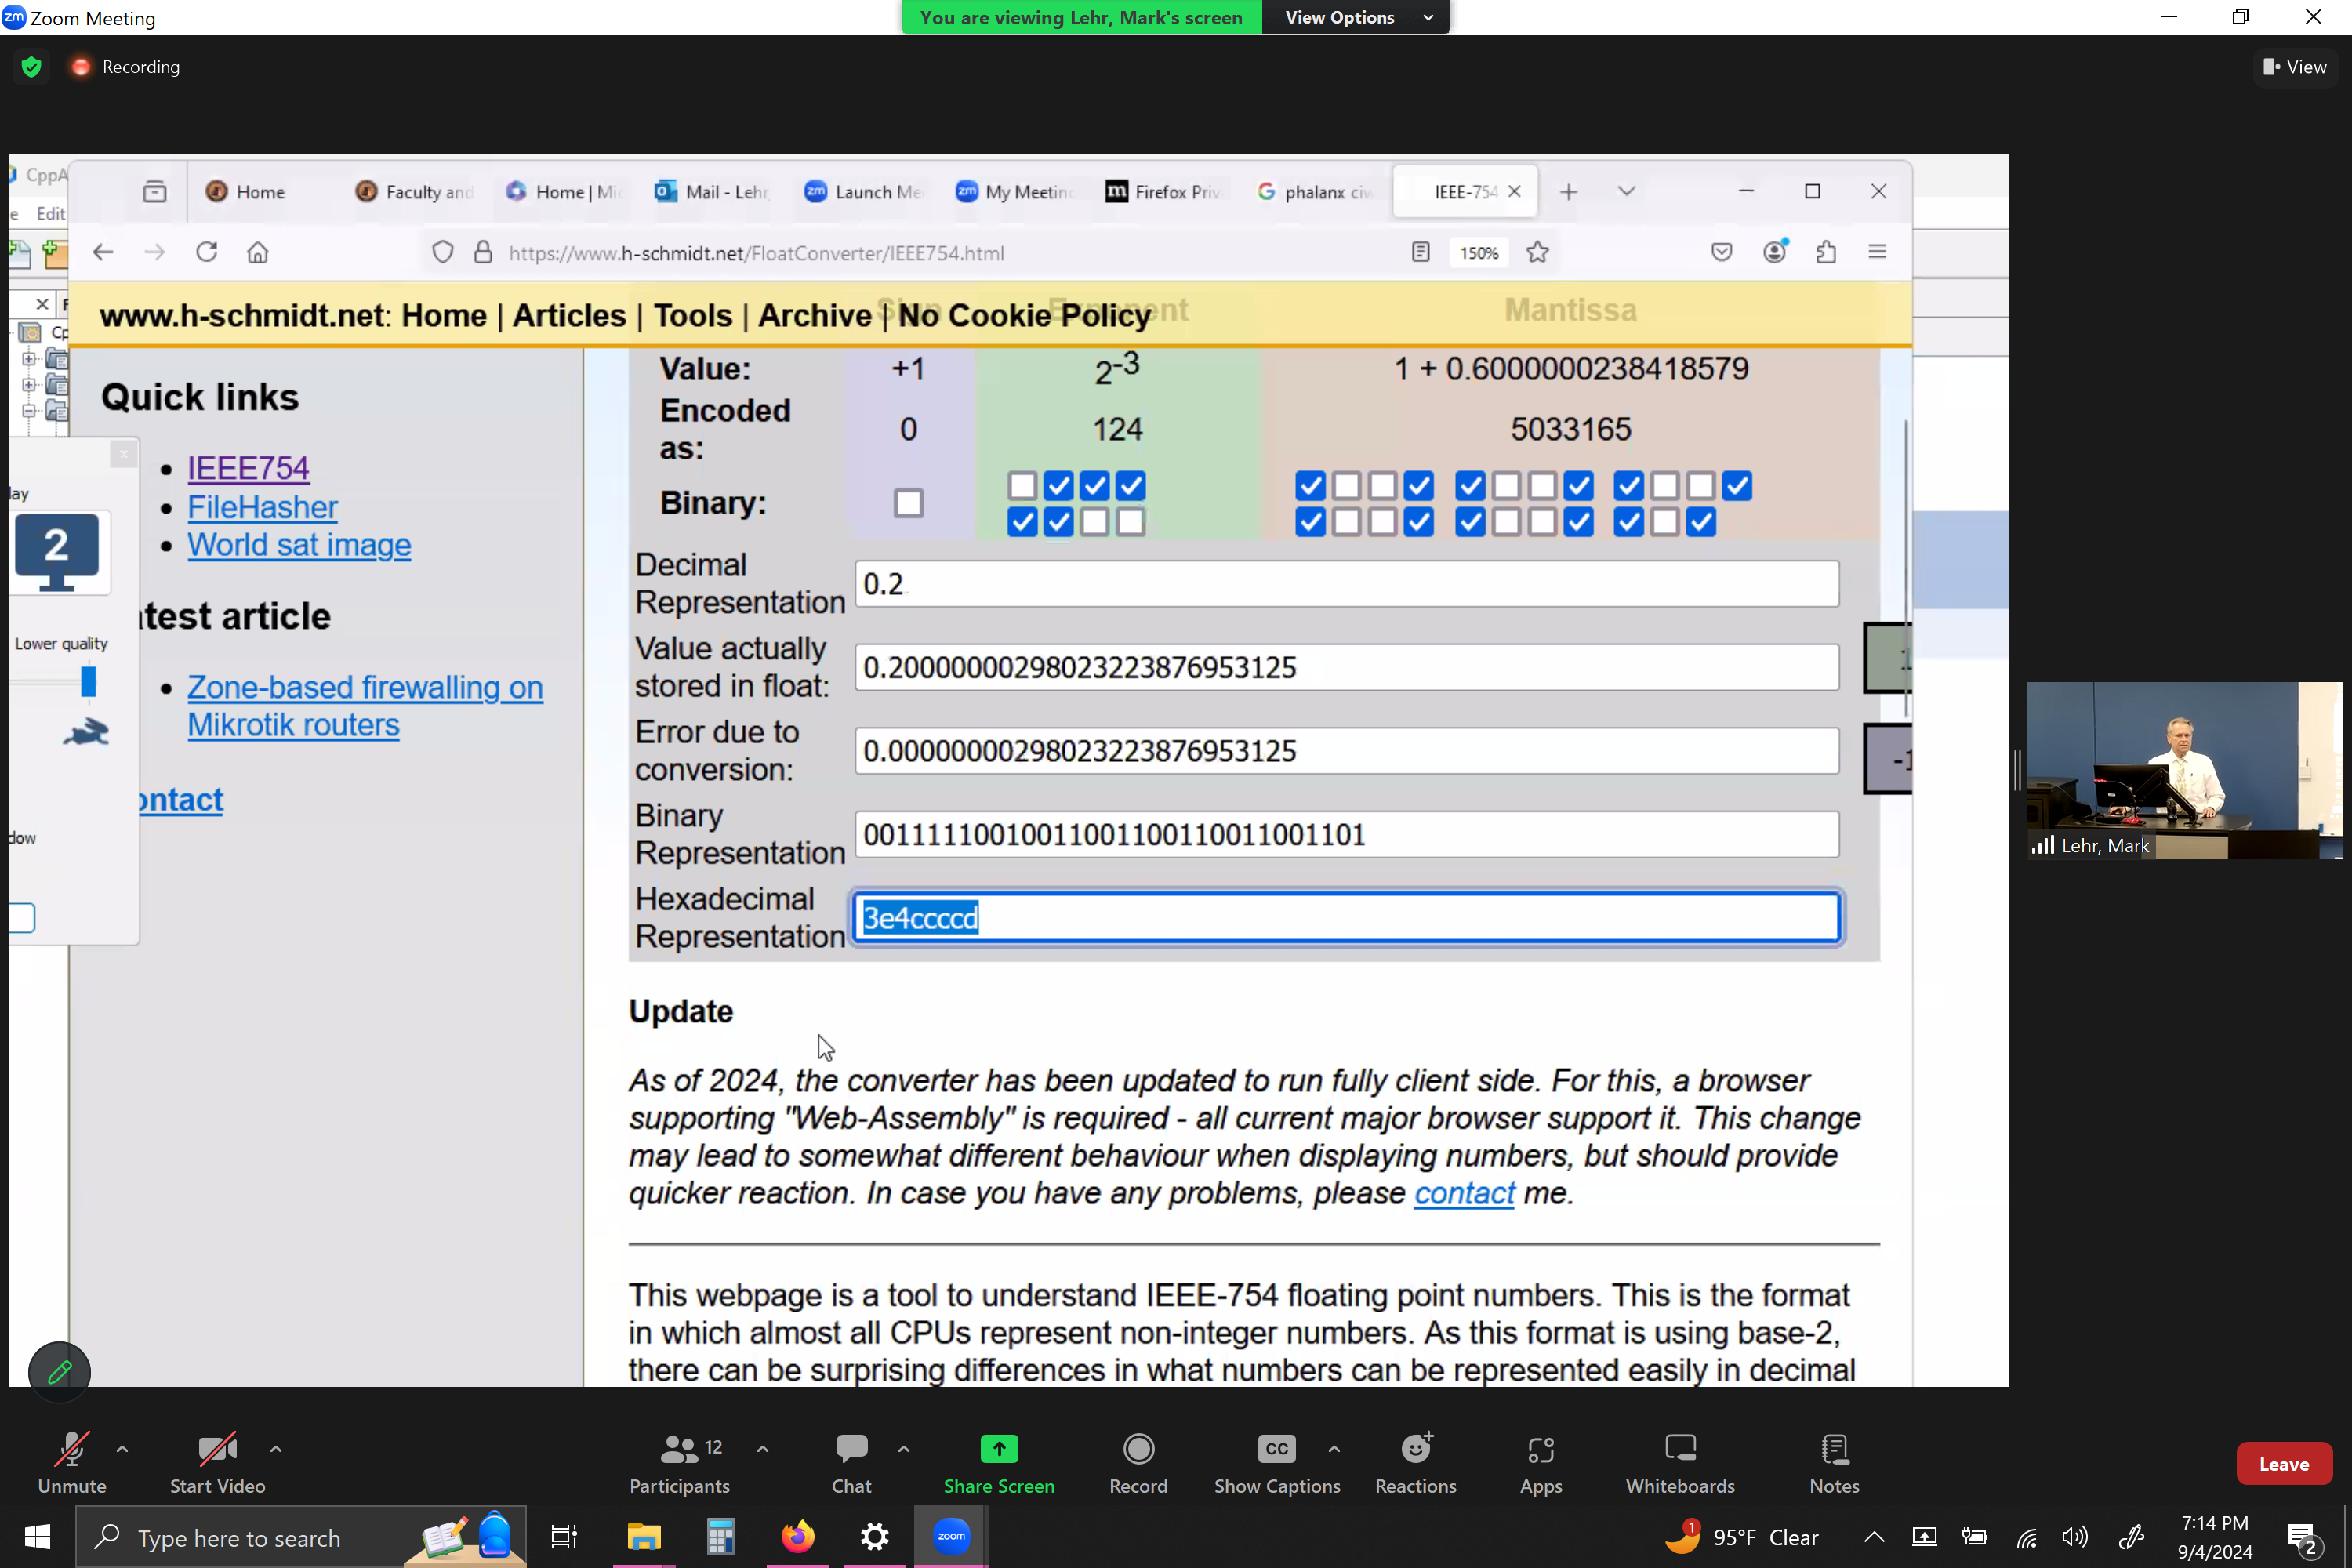 Zoom Meeting
You are viewing Lehr, Mark's screen View Options
Recording
View
CppA
Home Faculty and Home | Mic Mail - Lehr, Launch Me My Meetin Firefox Priv phalanx civ IEEE-754
e Edit
https://www.h-schmidt.net/FloatConverter/IEEE754.html 150%
Sign Exponent Mantissa
www.h-schmidt.net: Home | Articles | Tools | Archive | No Cookie Policy
Cp
Value: +1 2-3 1 + 0.6000000238418579
Quick links
Encoded as: 0 124 5033165
IEEE754
lay
Binary:
FileHasher
World sat image
2
Decimal Representation 0.2
test article
Lower quality
Value actually stored in float: 0.20000000298023223876953125
Zone-based firewalling on
Mikrotik routers
Error due to conversion: 0.00000000298023223876953125
-1
ontact
Binary Representation 00111110010011001100110011001101
dow
Lehr, Mark
Hexadecimal Representation 3e4ccccd
Update
As of 2024, the converter has been updated to run fully client side. For this, a browser
supporting "Web-Assembly" is required - all current major browser support it. This change
may lead to somewhat different behaviour when displaying numbers, but should provide
quicker reaction. In case you have any problems, please contact me.
This webpage is a tool to understand IEEE-754 floating point numbers. This is the format
in which almost all CPUs represent non-integer numbers. As this format is using base-2,
there can be surprising differences in what numbers can be represented easily in decimal
12
CC
Unmute Start Video Participants Chat Share Screen Record Show Captions Reactions Apps Whiteboards Notes Leave
Type here to search zoom 1 95°F Clear 7:14 PM
9/4/2024 2